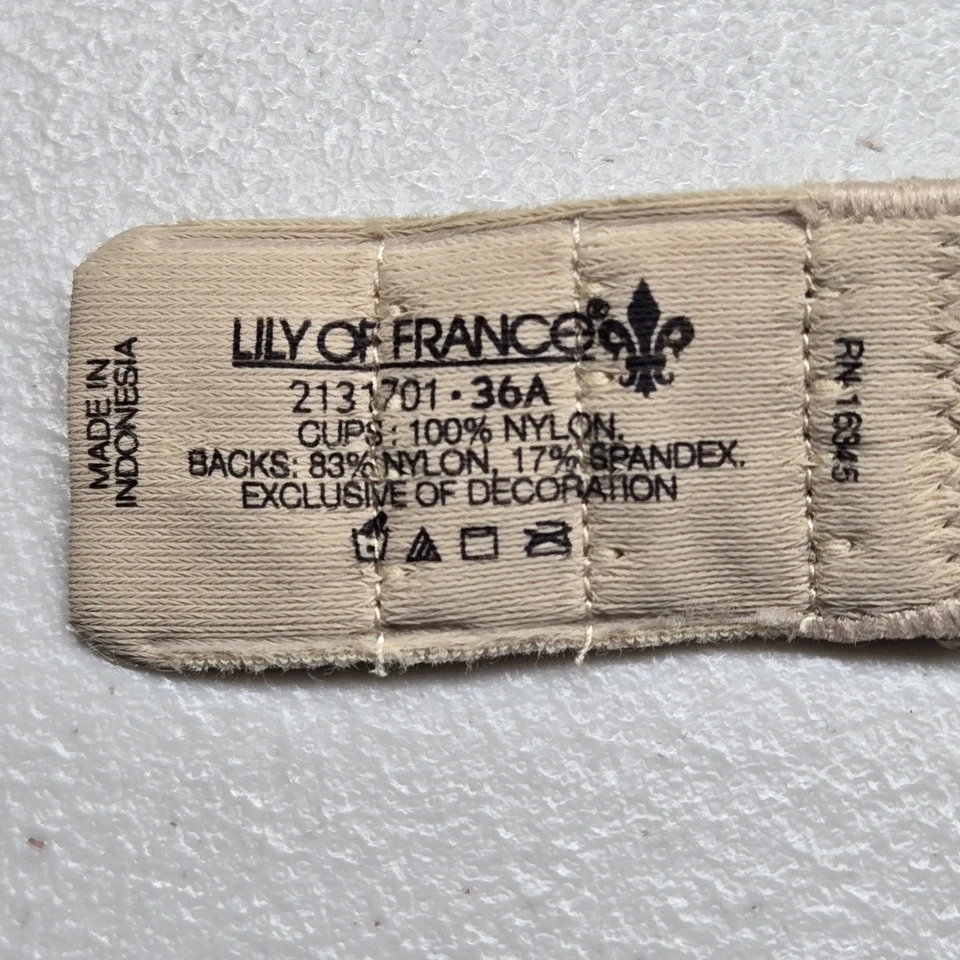 LILY OF FRANCE®
2131701 • 36A
CUPS: 100% NYLON.
BACKS: 83% NYLON, 17% SPANDEX.
EXCLUSIVE OF DECORATION
MADE IN
INDONESIA
RN-16345